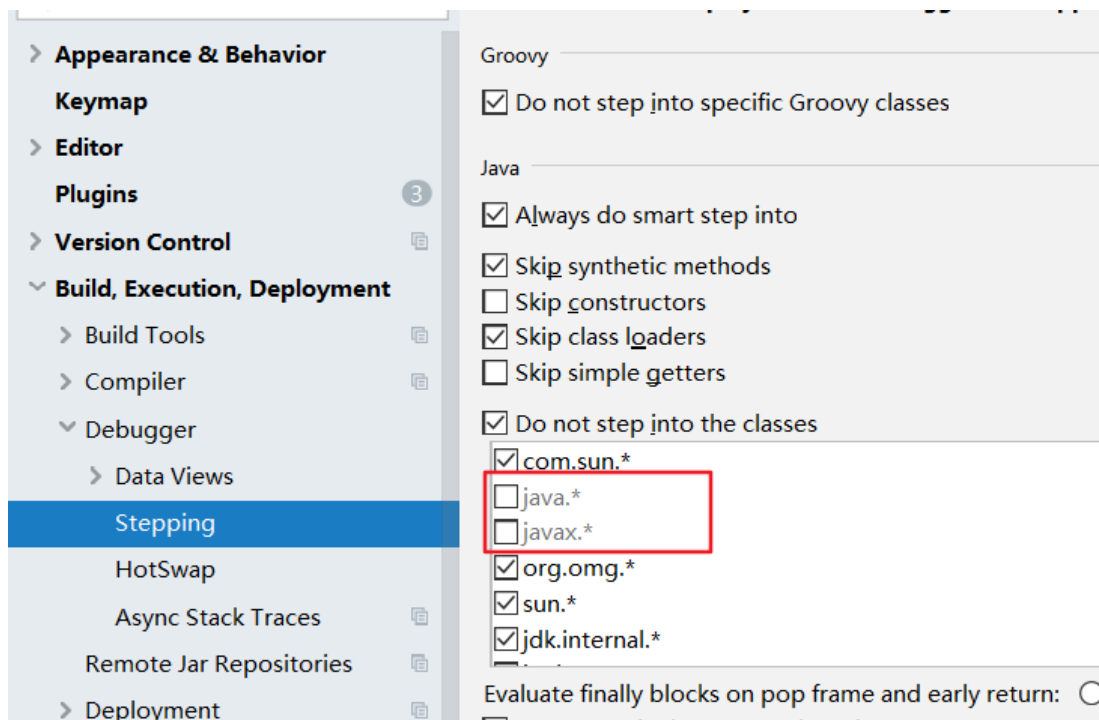 Appearance & Behavior
Keymap
Editor
Plugins
3
Version Control
Build, Execution, Deployment
Build Tools
Compiler
Debugger
Data Views
Stepping
HotSwap
Async Stack Traces
Remote Jar Repositories
Deployment
Groovy
Do not step into specific Groovy classes
Java
Always do smart step into
Skip synthetic methods
Skip constructors
Skip class loaders
Skip simple getters
Do not step into the classes
com.sun.*
java.*
javax.*
org.omg.*
sun.*
jdk.internal.*
Evaluate finally blocks on pop frame and early return: